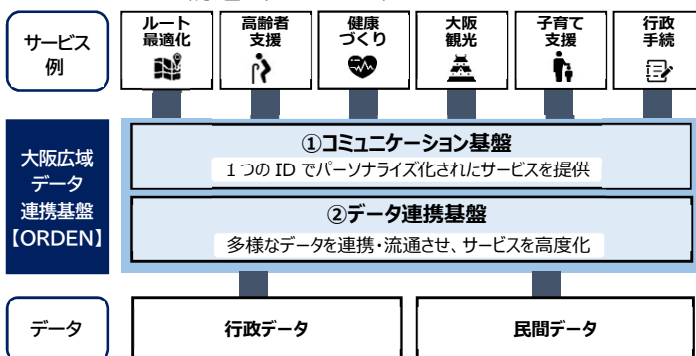 サービス
例
ルート
最適化
高齢者
支援
健康
づくり
大阪
観光
子育て
支援
行政
手続
大阪広域
データ
連携基盤
【ORDEN】
①コミュニケーション基盤
1つの ID でパーソナライズ化されたサービスを提供
②データ連携基盤
多様なデータを連携・流通させ、サービスを高度化
データ
行政データ
民間データ